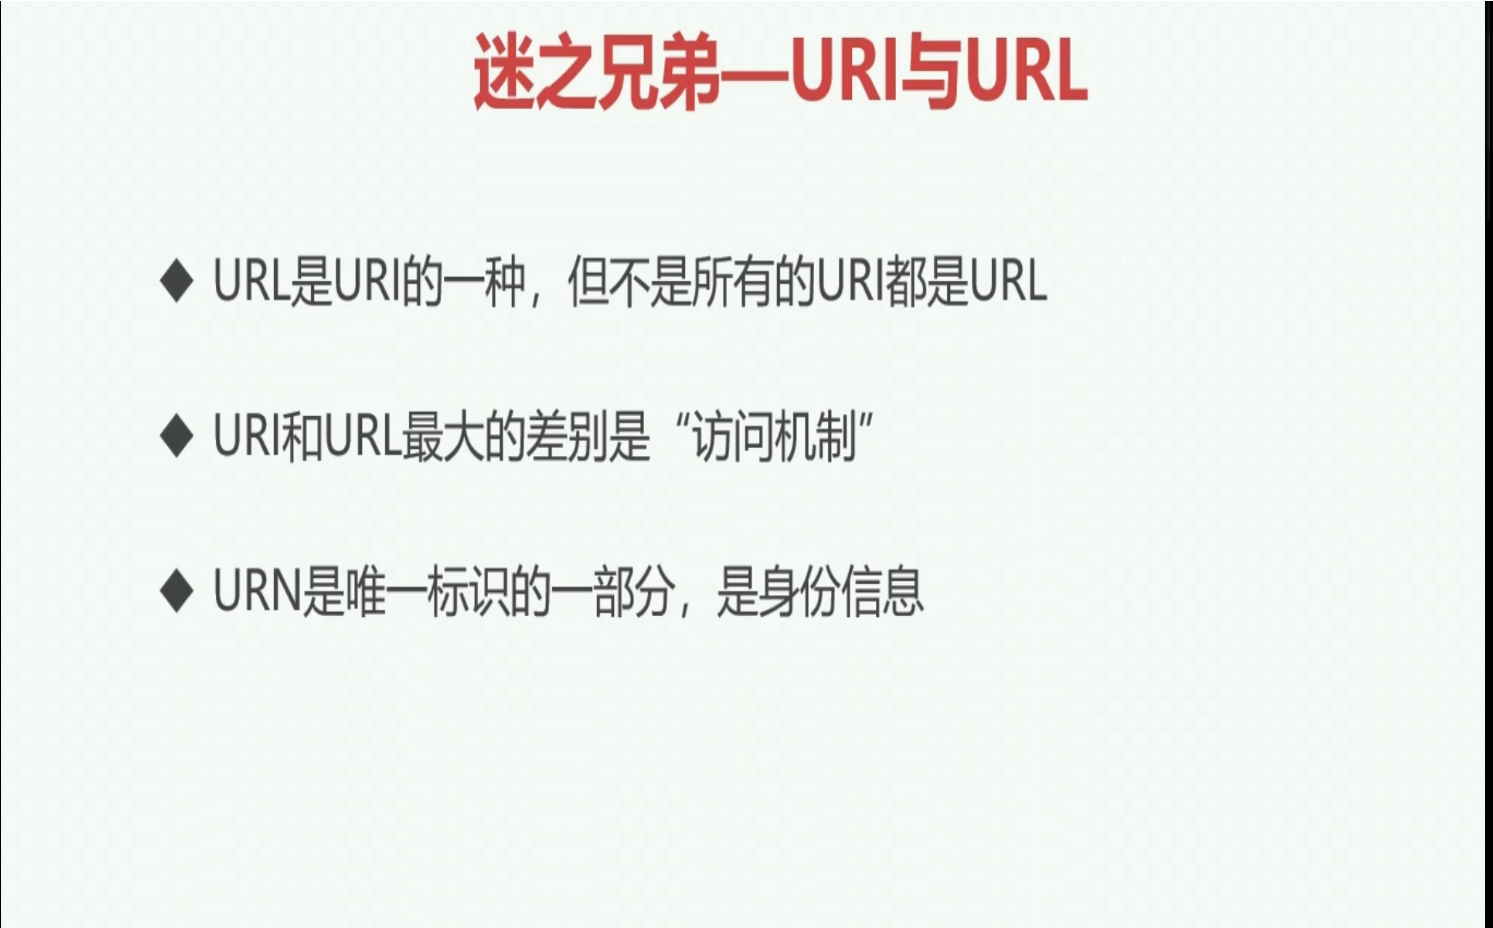 迷之兄弟—URI与URL
◆ URL是URI的一种，但不是所有的URI都是URL
◆ URI和URL最大的差别是“访问机制”
◆ URN是唯一标识的一部分，是身份信息